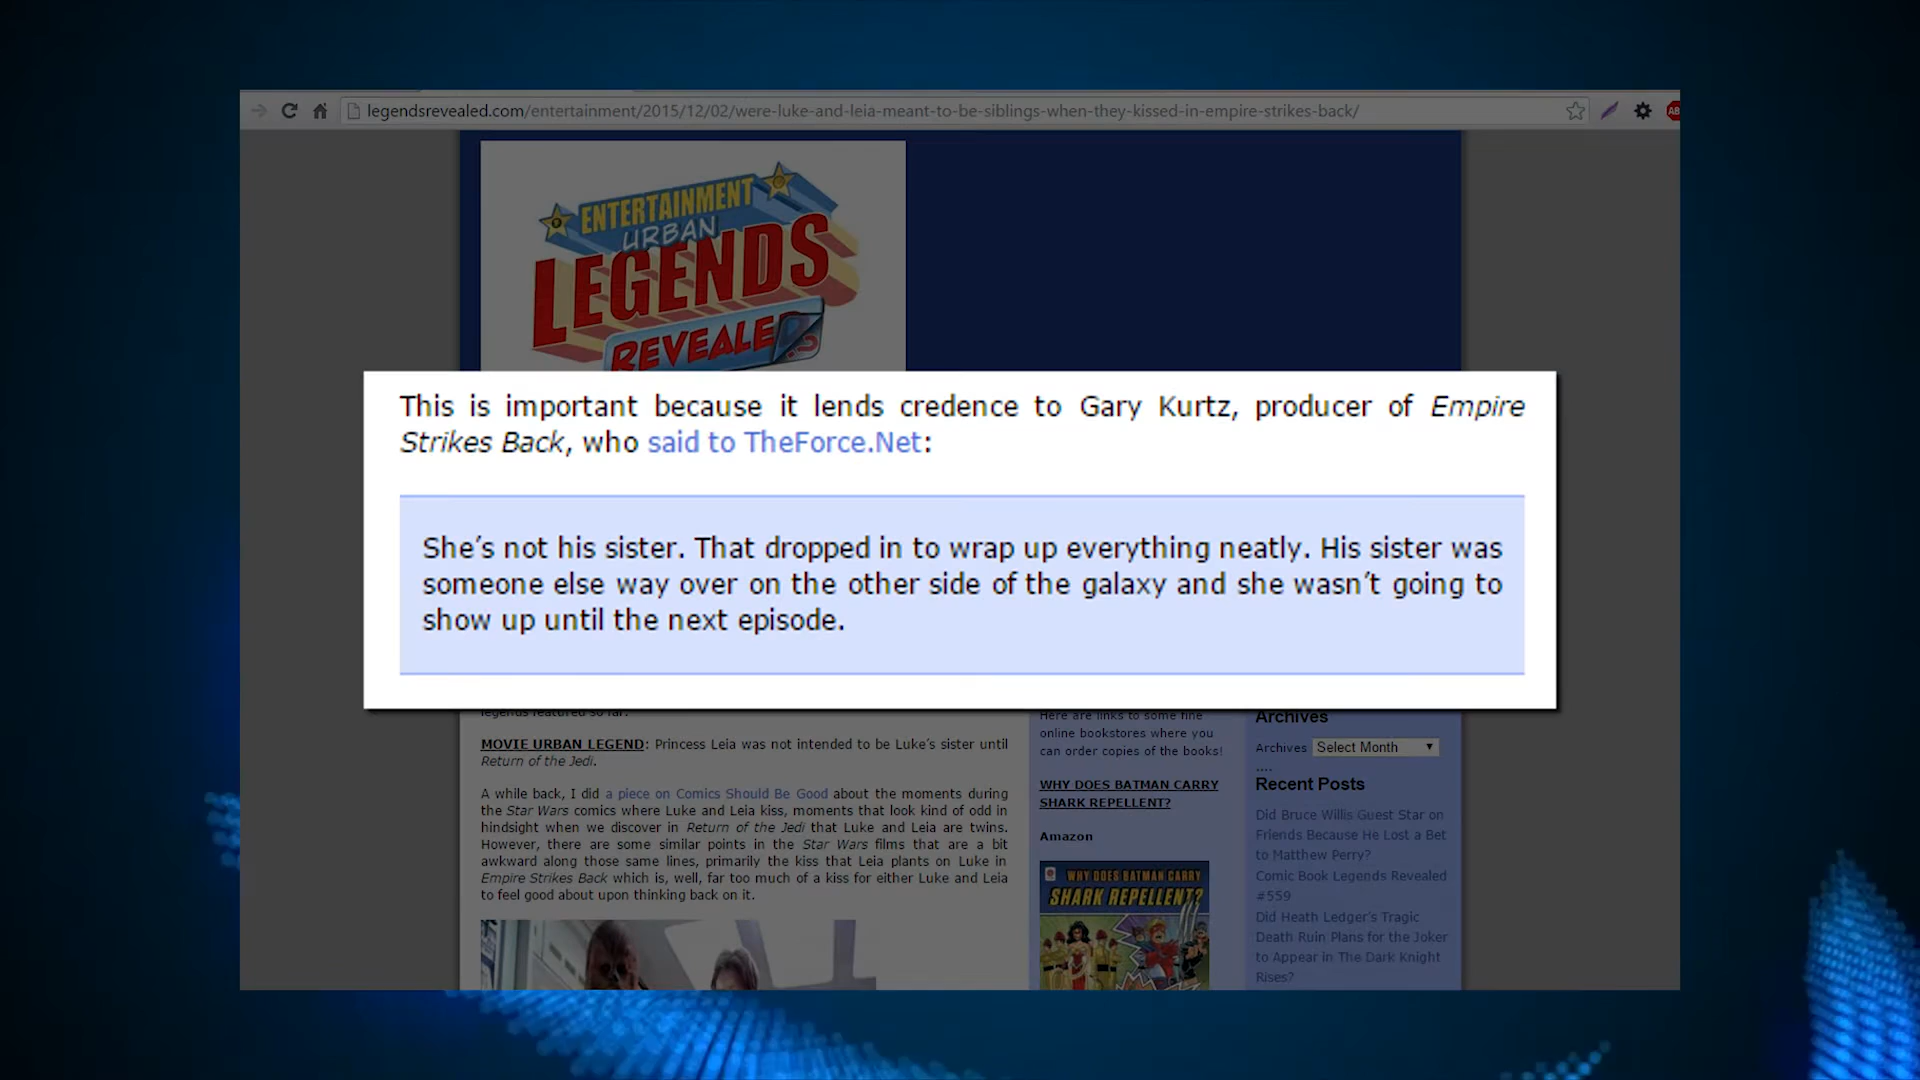 legendsrevealed.com/entertainment/2015/12/02/were-luke-and-leia-meant-to-be-siblings-when-they-kissed-in-empire-strikes-back/
ENTERTAINMENT
URBAN
LEGENDS
REVEALED
This is important because it lends credence to Gary Kurtz, producer of Empire
Strikes Back, who said to TheForce.Net:
She's not his sister. That dropped in to wrap up everything neatly. His sister was
someone else way over on the other side of the galaxy and she wasn't going to
show up until the next episode.
legends featured so far.
MOVIE URBAN LEGEND: Princess Leia was not intended to be Luke's sister until
Return of the Jedi.
A while back, I did a piece on Comics Should Be Good about the moments during
the Star Wars comics where Luke and Leia kiss, moments that look kind of odd in
hindsight when we discover in Return of the Jedi that Luke and Leia are twins.
However, there are some similar points in the Star Wars films that are a bit
awkward along those same lines, primarily the kiss that Leia plants on Luke in
Empire Strikes Back which is, well, far too much of a kiss for either Luke and Leia
to feel good about upon thinking back on it.
Here are links to some fine
online bookstores where you
can order copies of the books!
WHY DOES BATMAN CARRY
SHARK REPELLENT?
Amazon
WHY DOES BATMAN CARRY
SHARK REPELLENT?
Archives
Archives Select Month
....
Recent Posts
Did Bruce Willis Guest Star on
Friends Because He Lost a Bet
to Matthew Perry?
Comic Book Legends Revealed
#559
Did Heath Ledger's Tragic
Death Ruin Plans for the Joker
to Appear in The Dark Knight
Rises?